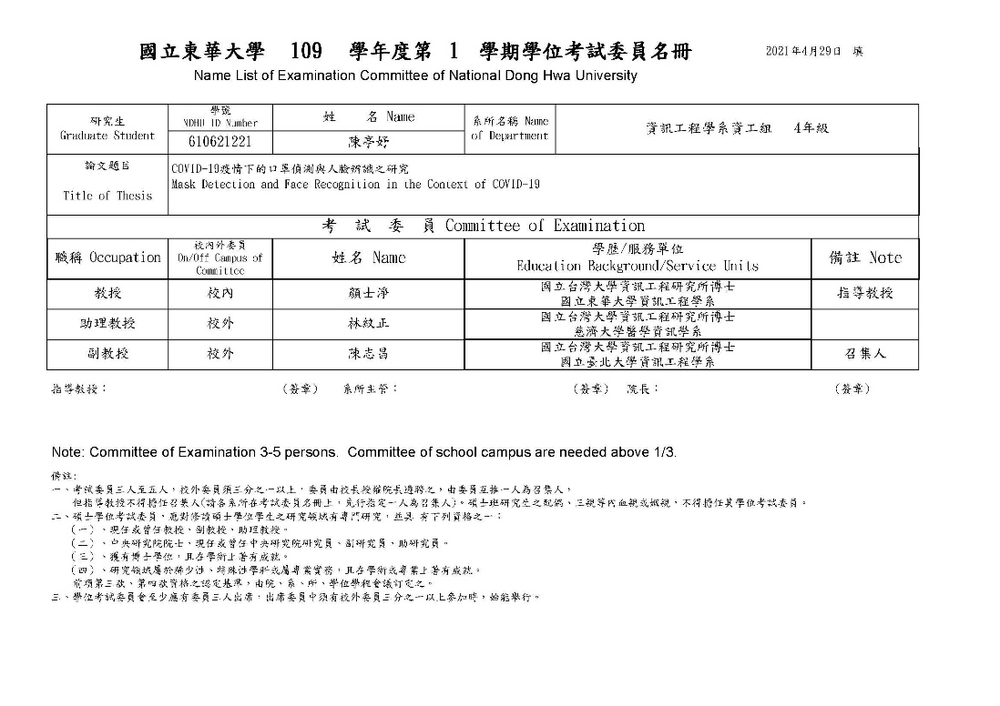 國立東華大學 109 學年度第 1 學期學位考試委員名冊
2021年4月29日 填
Name List of Examination Committee of National Dong Hwa University
研究生
Graduate Student
學號
NDHU ID Number
姓 名 Name
系所名稱 Name
of Department
資訊工程學系資工組 4年級
610621221
陳亭妤
論文題目
Title of Thesis
COVID-19疫情下的口罩偵測與人臉辨識之研究
Mask Detection and Face Recognition in the Context of COVID-19
考 試 委 員 Committee of Examination
職稱 Occupation
校內外委員
On/Off Campus of
Committee
姓名 Name
學歷/服務單位
Education Background/Service Units
備註 Note
教授
校內
顏士淨
國立台灣大學資訊工程研究所博士
國立東華大學資訊工程學系
指導教授
助理教授
校外
林紋正
國立台灣大學資訊工程研究所博士
慈濟大學醫學資訊學系
副教授
校外
陳志昌
國立台灣大學資訊工程研究所博士
國立臺北大學資訊工程學系
召集人
指導教授： (簽章) 系所主管： (簽章) 院長： (簽章)
Note: Committee of Examination 3-5 persons. Committee of school campus are needed above 1/3.
備註:
一、考試委員三人至五人，校外委員須三分之一以上，委員由校長授權院長遴聘之，由委員互推一人為召集人，
但指導教授不得擔任召集人(請各系所在考試委員名冊上，先行指定一人為召集人)。碩士班研究生之配偶、三親等內血親或姻親，不得擔任其學位考試委員。
二、碩士學位考試委員，應對修讀碩士學位學生之研究領域有專門研究，並具 有下列資格之一：
(一)、現任或曾任教授、副教授、助理教授。
(二)、中央研究院院士、現任或曾任中央研究院研究員、副研究員、助研究員。
(三)、獲有博士學位，且在學術上著有成就。
(四)、研究領域屬於稀少性、特殊性學科或屬專業實務，且在學術或專業上著有成就。
前項第三款、第四款資格之認定基準，由院、系、所、學位學程會議訂定之。
三、學位考試委員會至少應有委員三人出席，出席委員中須有校外委員三分之一以上參加時，始能舉行。